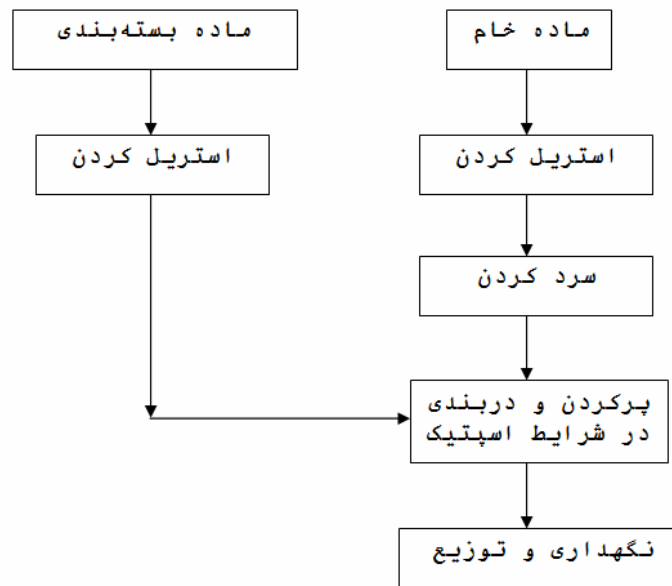 ماده بسته‌بندی
ماده خام
استریل کردن
استریل کردن
سرد کردن
پرکردن و دربندی
در شرایط اسپتیک
نگهداری و توزیع